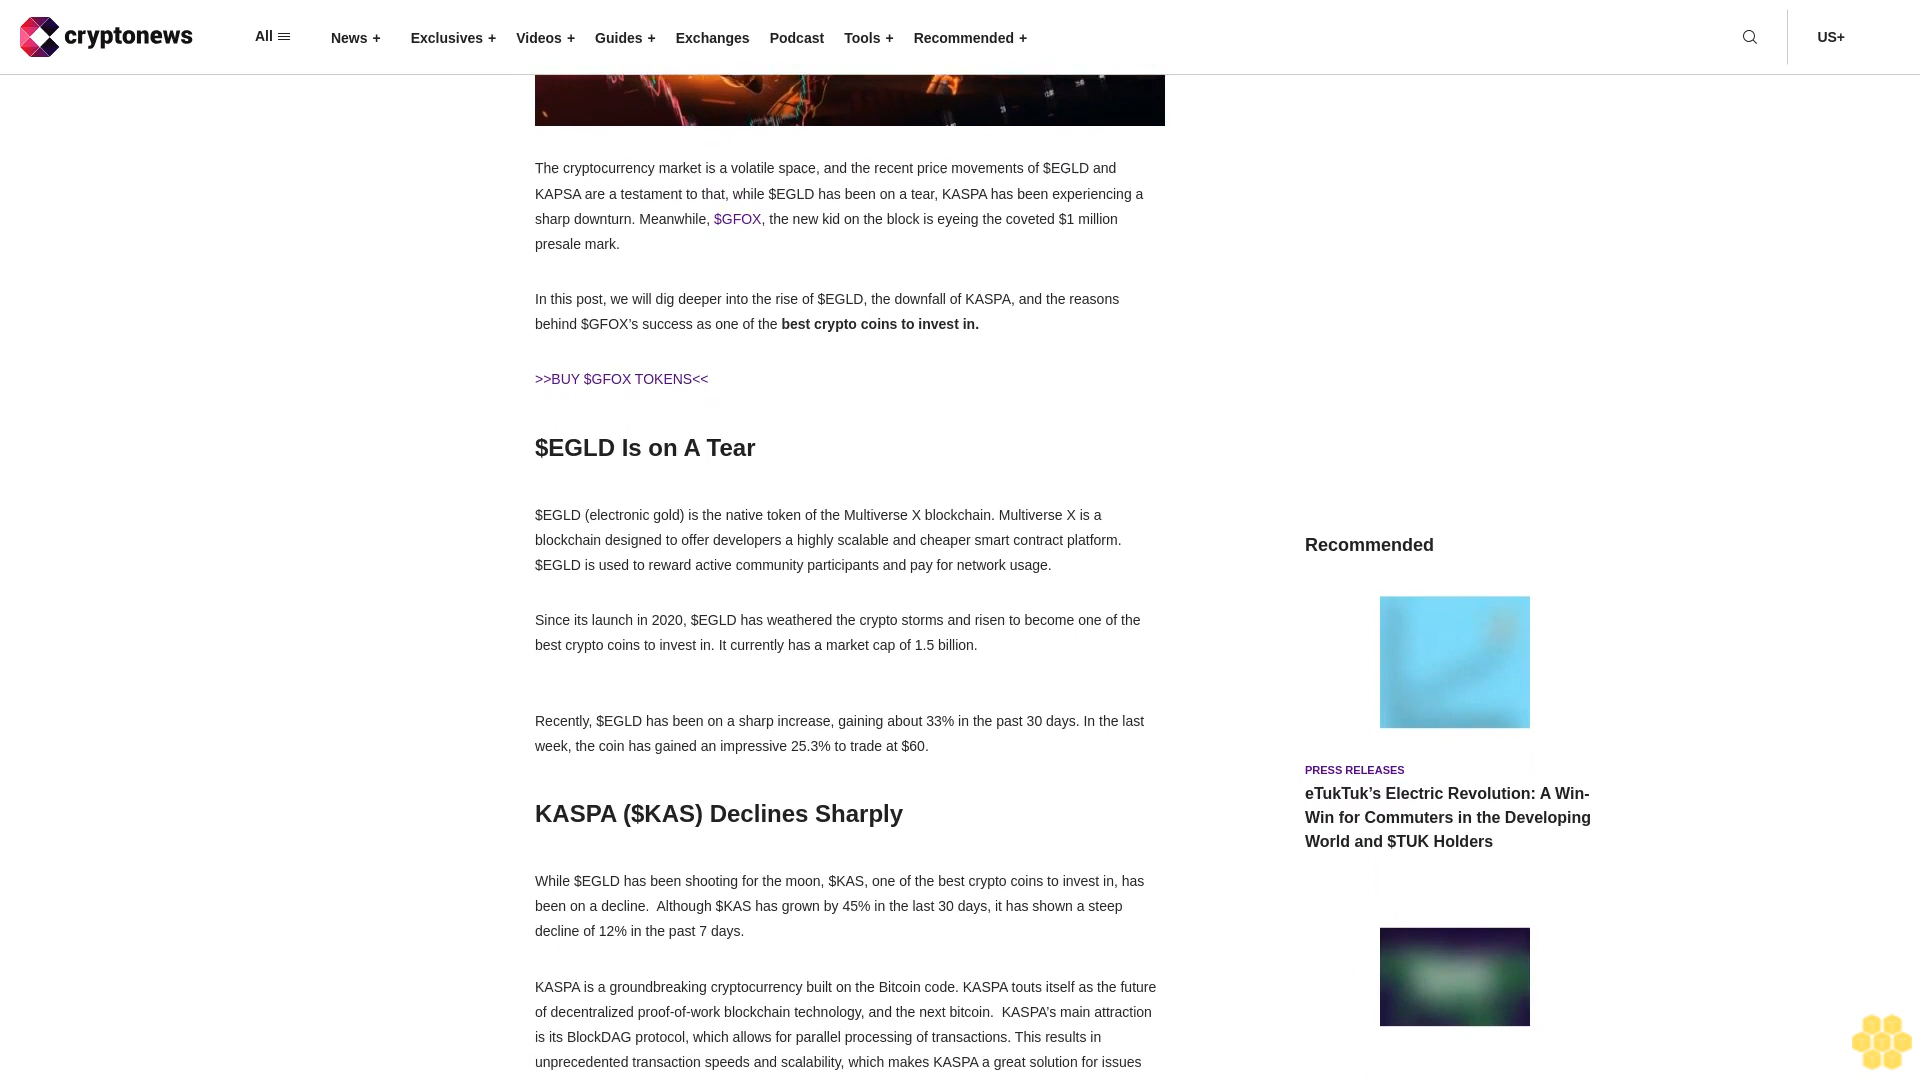 cryptonews
All
News +
Exclusives +
Videos +
Guides +
Exchanges
Podcast
Tools +
Recommended +
US+
The cryptocurrency market is a volatile space, and the recent price movements of $EGLD and
KAPSA are a testament to that, while $EGLD has been on a tear, KASPA has been experiencing a
sharp downturn. Meanwhile, $GFOX, the new kid on the block is eyeing the coveted $1 million
presale mark.
In this post, we will dig deeper into the rise of $EGLD, the downfall of KASPA, and the reasons
behind $GFOX’s success as one of the best crypto coins to invest in.
>>BUY $GFOX TOKENS<<
$EGLD Is on A Tear
$EGLD (electronic gold) is the native token of the Multiverse X blockchain. Multiverse X is a
blockchain designed to offer developers a highly scalable and cheaper smart contract platform.
$EGLD is used to reward active community participants and pay for network usage.
Since its launch in 2020, $EGLD has weathered the crypto storms and risen to become one of the
best crypto coins to invest in. It currently has a market cap of 1.5 billion.
Recently, $EGLD has been on a sharp increase, gaining about 33% in the past 30 days. In the last
week, the coin has gained an impressive 25.3% to trade at $60.
KASPA ($KAS) Declines Sharply
While $EGLD has been shooting for the moon, $KAS, one of the best crypto coins to invest in, has
been on a decline.  Although $KAS has grown by 45% in the last 30 days, it has shown a steep
decline of 12% in the past 7 days.
KASPA is a groundbreaking cryptocurrency built on the Bitcoin code. KASPA touts itself as the future
of decentralized proof-of-work blockchain technology, and the next bitcoin.  KASPA’s main attraction
is its BlockDAG protocol, which allows for parallel processing of transactions. This results in
unprecedented transaction speeds and scalability, which makes KASPA a great solution for issues
Recommended
PRESS RELEASES
eTukTuk’s Electric Revolution: A Win-
Win for Commuters in the Developing
World and $TUK Holders